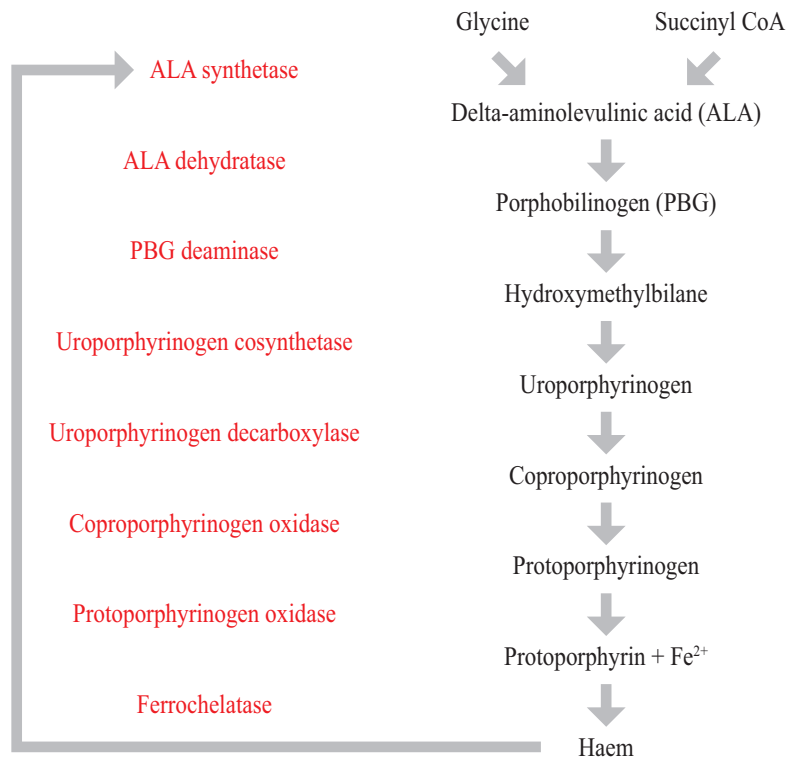 Glycine Succinyl CoA
ALA synthetase
Delta-aminolevulinic acid (ALA)
ALA dehydratase
Porphobilinogen (PBG)
PBG deaminase
Hydroxymethylbilane
Uroporphyrinogen cosynthetase
Uroporphyrinogen
Uroporphyrinogen decarboxylase
Coproporphyrinogen
Coproporphyrinogen oxidase
Protoporphyrinogen
Protoporphyrinogen oxidase
Protoporphyrin + Fe²⁺
Ferrochelatase
Haem